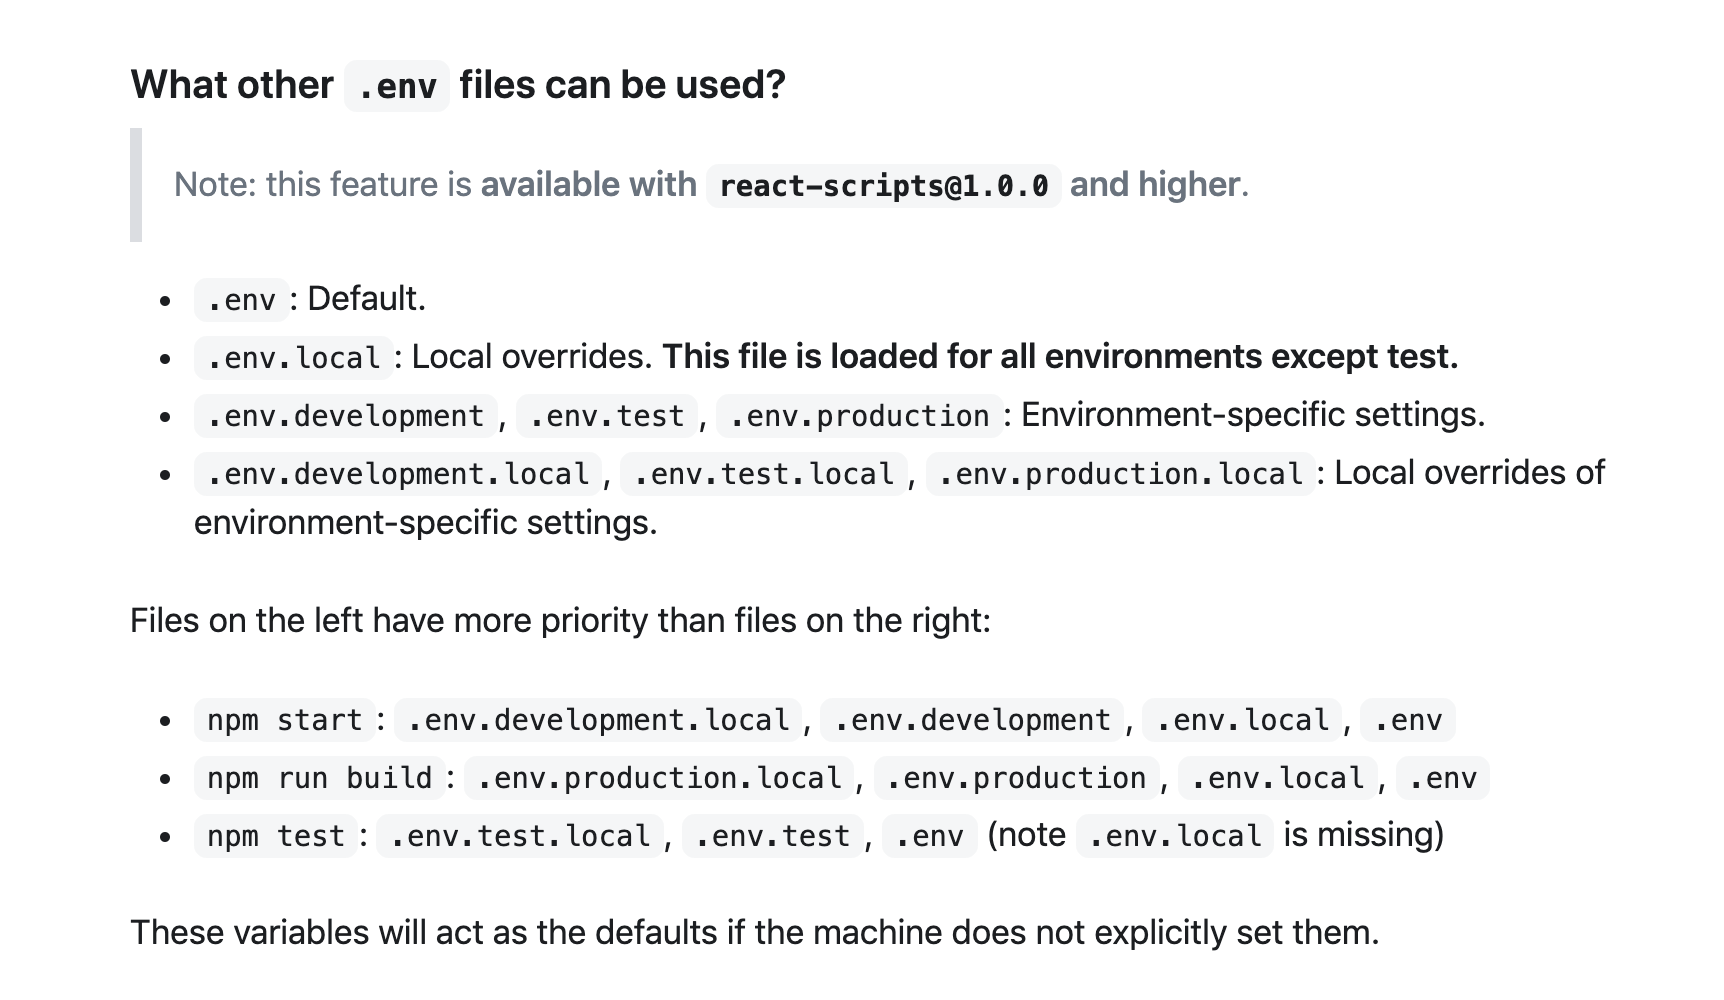 What other .env files can be used?
Note: this feature is available with react-scripts@1.0.0 and higher.
• .env: Default.
• .env.local: Local overrides. This file is loaded for all environments except test.
• .env.development, .env.test, .env.production: Environment-specific settings.
• .env.development.local, .env.test.local, .env.production.local: Local overrides of
environment-specific settings.
Files on the left have more priority than files on the right:
• npm start: .env.development.local, .env.development, .env.local, .env
• npm run build: .env.production.local, .env.production, .env.local, .env
• npm test: .env.test.local, .env.test, .env (note .env.local is missing)
These variables will act as the defaults if the machine does not explicitly set them.